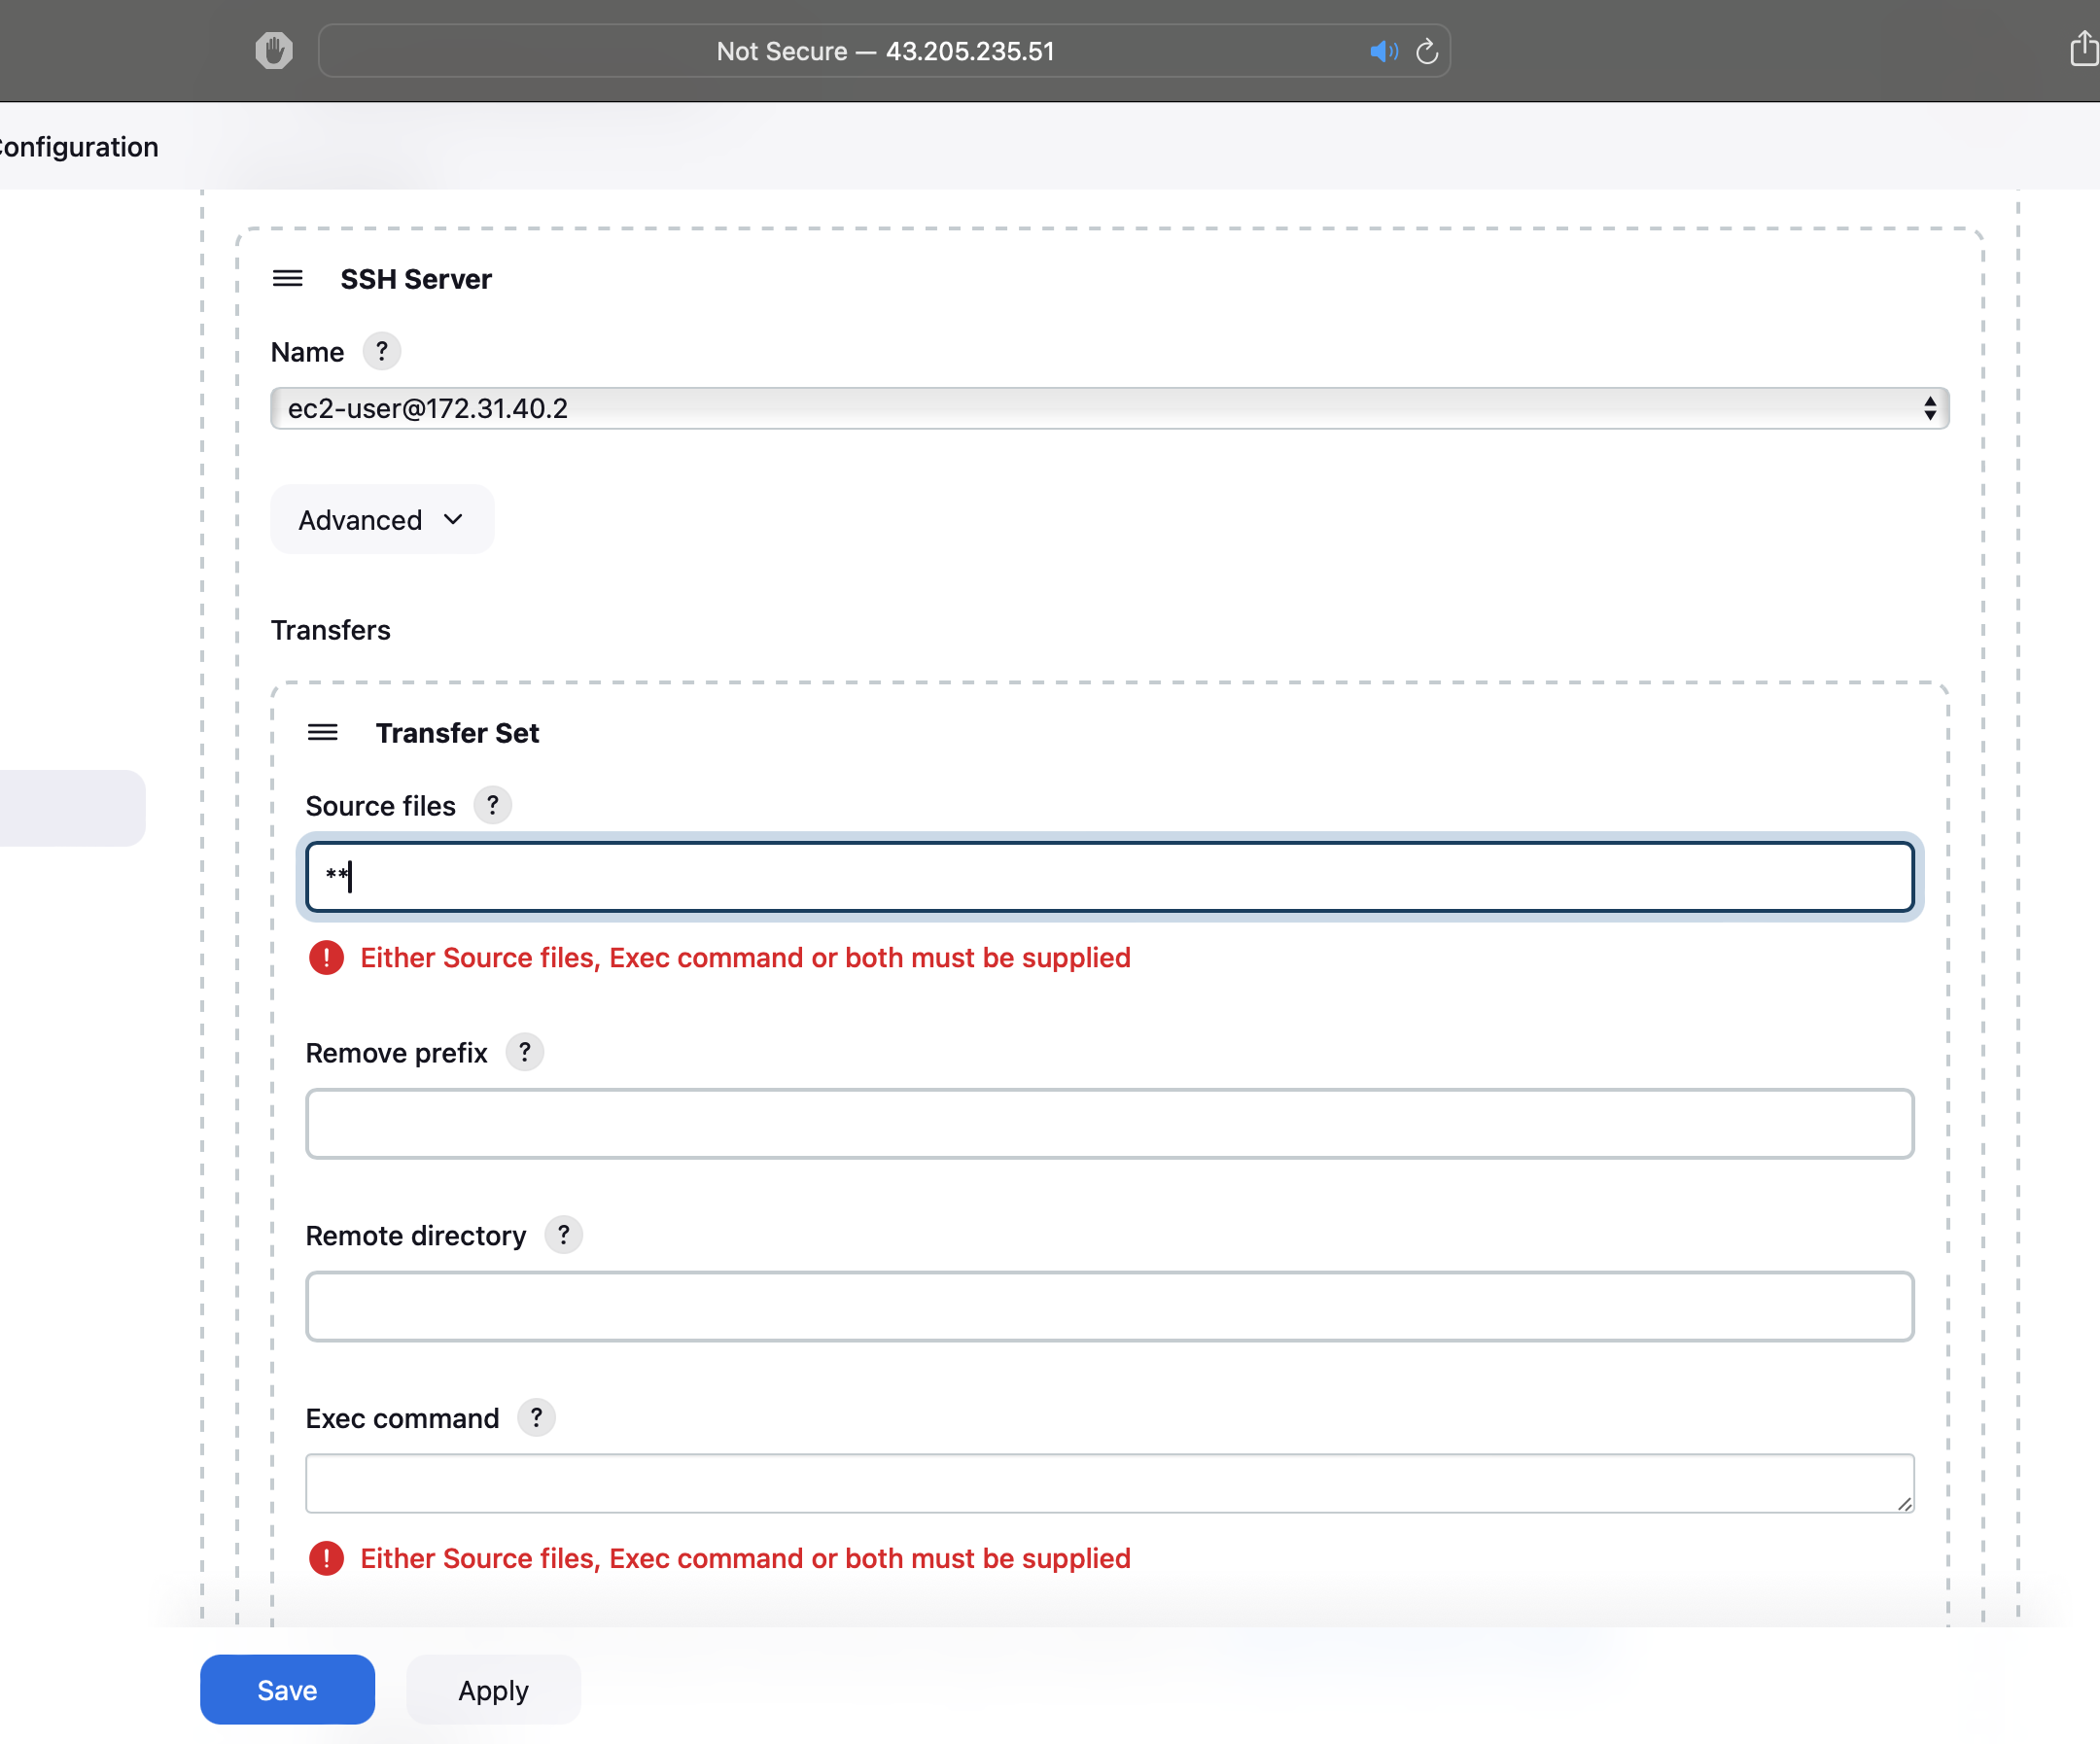 Not Secure — 43.205.235.51
onfiguration
SSH Server
Name ?
ec2-user@172.31.40.2
Advanced
Transfers
Transfer Set
Source files ?
**
! Either Source files, Exec command or both must be supplied
Remove prefix ?
Remote directory ?
Exec command ?
! Either Source files, Exec command or both must be supplied
Save Apply